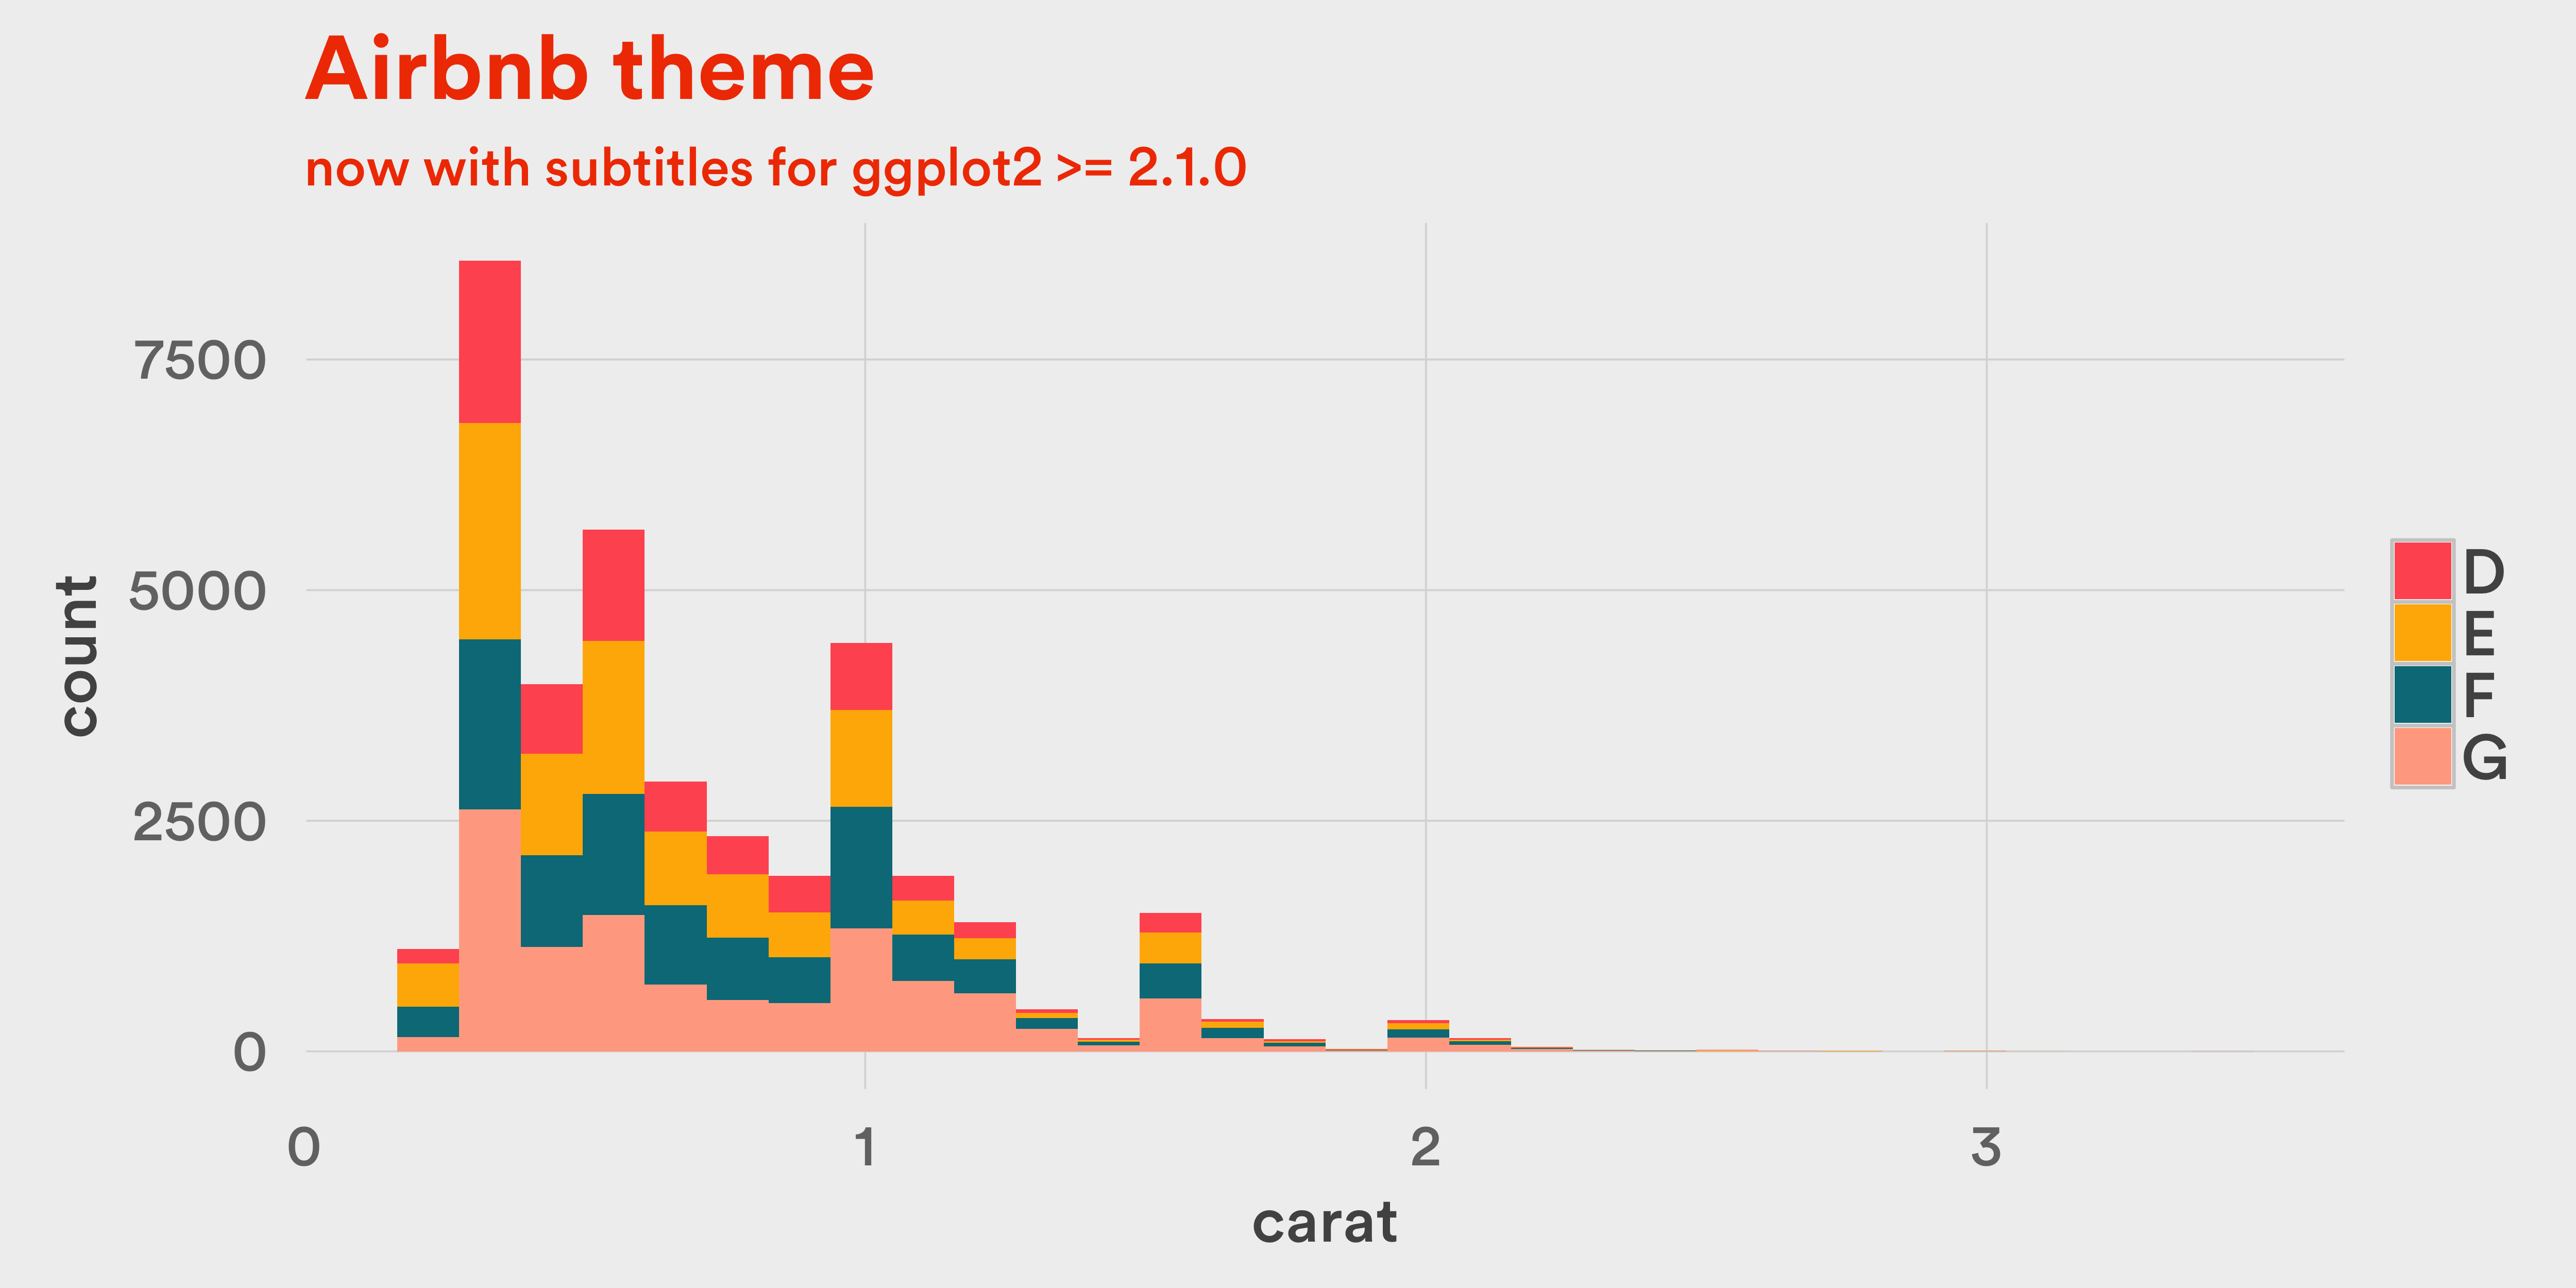 Airbnb theme
now with subtitles for ggplot2 >= 2.1.0
7500
5000
2500
0
count
0 1 2 3
carat
D
E
F
G